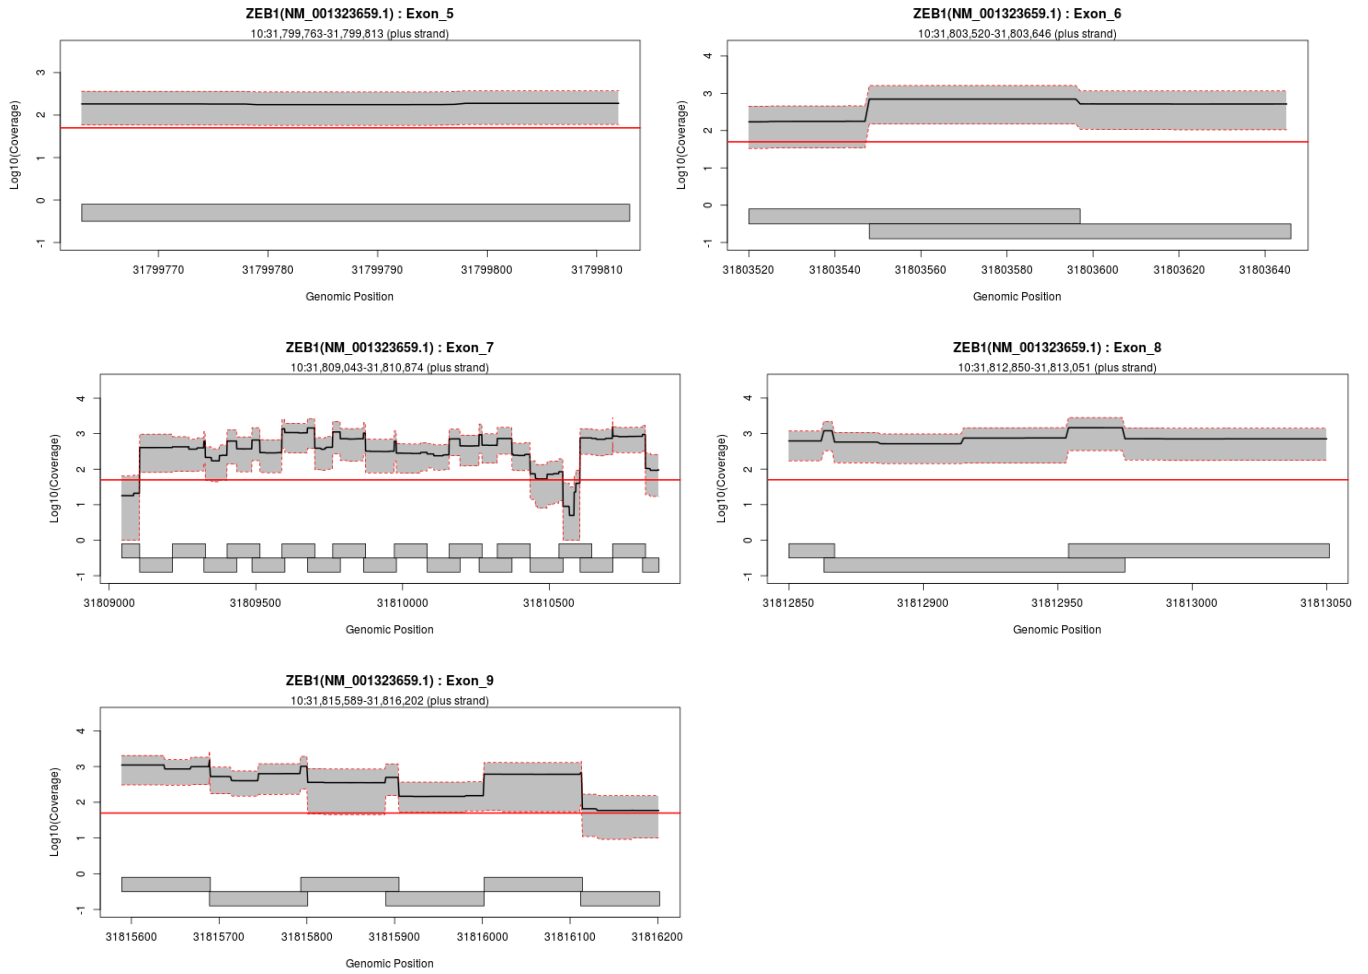 ZEB1(NM_001323659.1) : Exon_5
10:31,799,763-31,799,813 (plus strand)
Log10(Coverage)
3
2
1
0
-1
31799770 31799780 31799790 31799800 31799810
Genomic Position
ZEB1(NM_001323659.1) : Exon_6
10:31,803,520-31,803,646 (plus strand)
Log10(Coverage)
4
3
2
1
0
-1
31803520 31803540 31803560 31803580 31803600 31803620 31803640
Genomic Position
ZEB1(NM_001323659.1) : Exon_7
10:31,809,043-31,810,874 (plus strand)
Log10(Coverage)
4
3
2
1
0
-1
31809000 31809500 31810000 31810500
Genomic Position
ZEB1(NM_001323659.1) : Exon_8
10:31,812,850-31,813,051 (plus strand)
Log10(Coverage)
4
3
2
1
0
-1
31812850 31812900 31812950 31813000 31813050
Genomic Position
ZEB1(NM_001323659.1) : Exon_9
10:31,815,589-31,816,202 (plus strand)
Log10(Coverage)
4
3
2
1
0
-1
31815600 31815700 31815800 31815900 31816000 31816100 31816200
Genomic Position